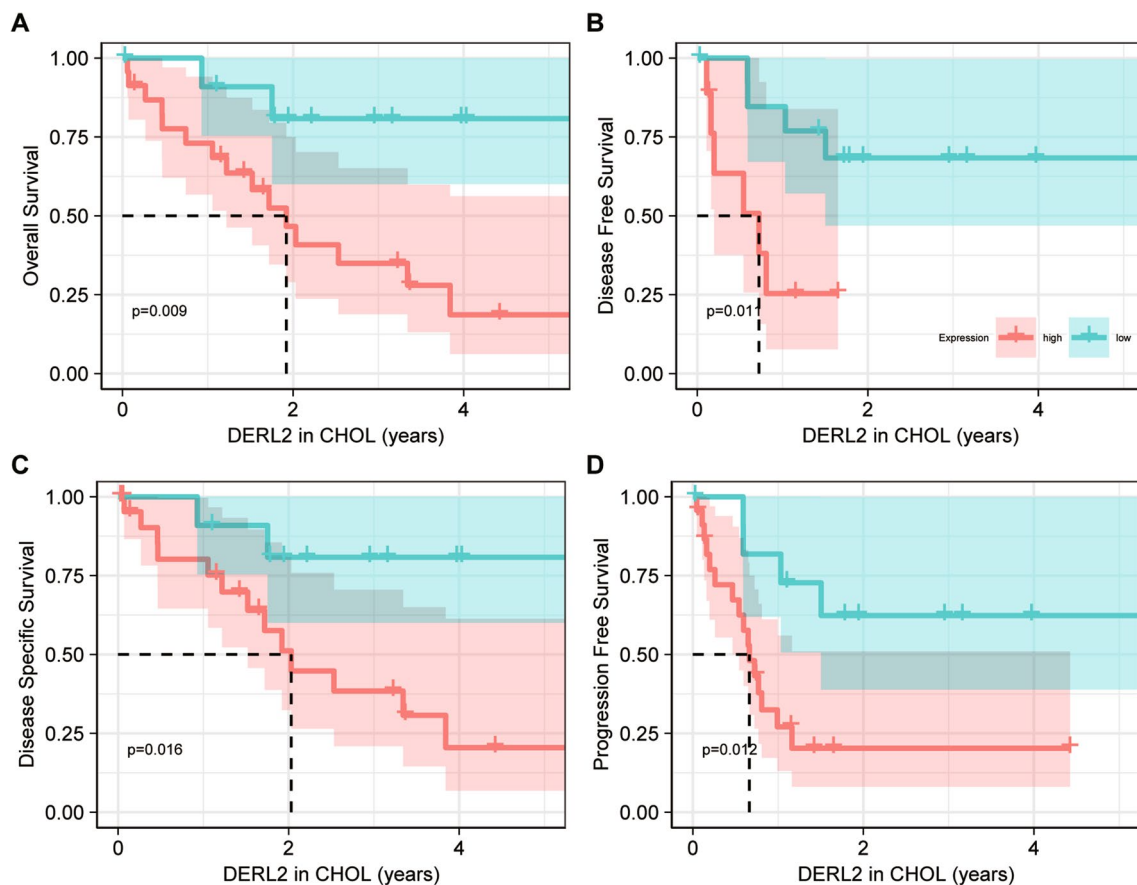 A
Overall Survival
1.00
0.75
0.50
0.25
0.00
p=0.009
0 2 4
DERL2 in CHOL (years)
B
Disease Free Survival
1.00
0.75
0.50
0.25
0.00
p=0.011
Expression high low
0 2 4
DERL2 in CHOL (years)
C
Disease Specific Survival
1.00
0.75
0.50
0.25
0.00
p=0.016
0 2 4
DERL2 in CHOL (years)
D
Progression Free Survival
1.00
0.75
0.50
0.25
0.00
p=0.012
0 2 4
DERL2 in CHOL (years)